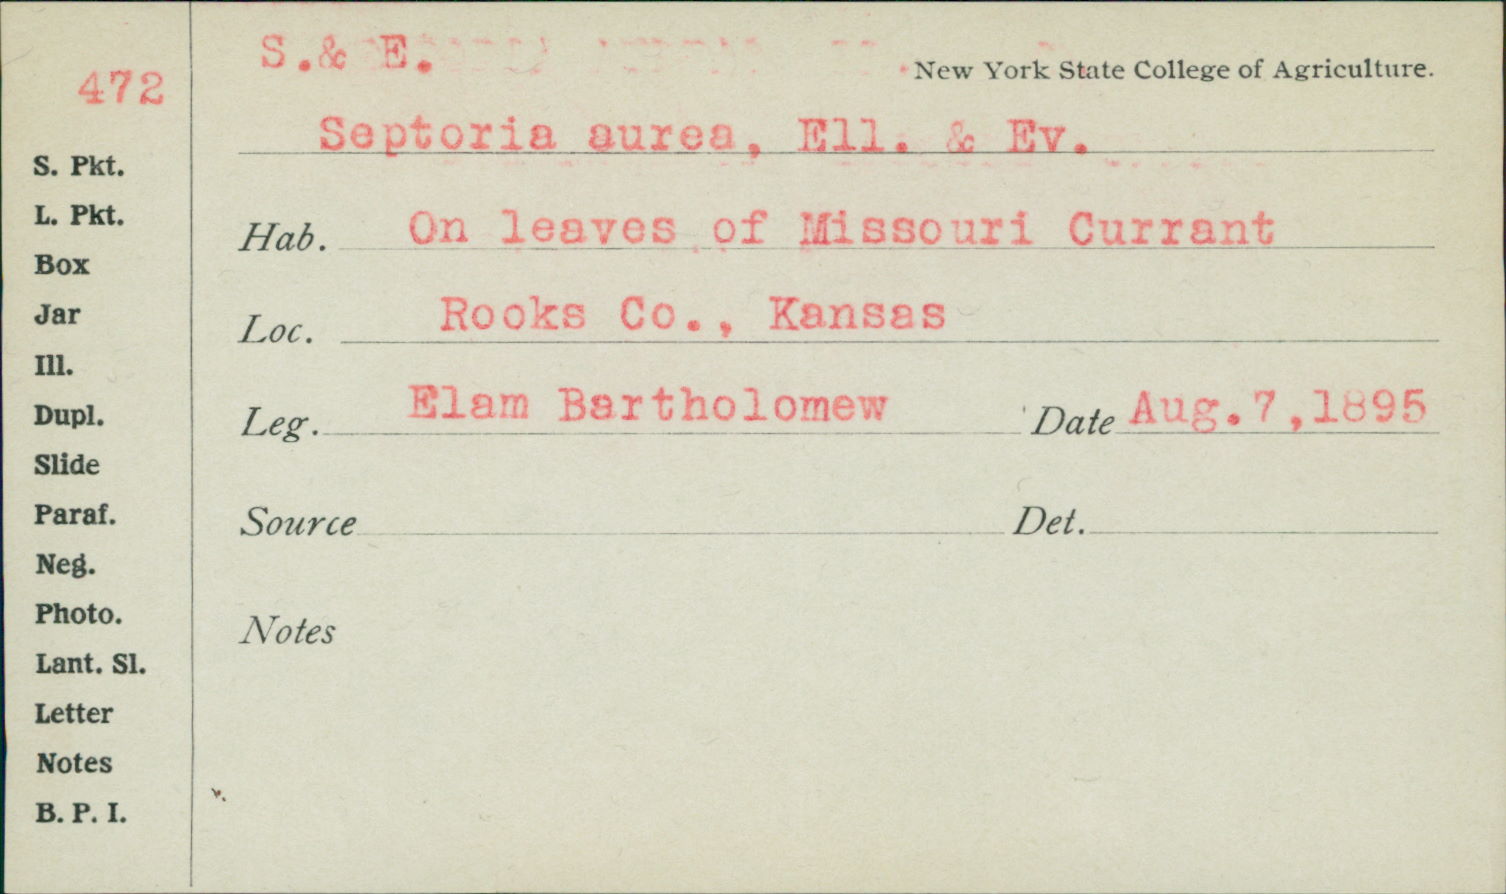 S.& E.
New York State College of Agriculture.
472
Septoria aurea, Ell. & Ev.
S. Pkt.
L. Pkt.
Hab. On leaves of Missouri Currant
Box
Jar
Loc. Rooks Co., Kansas
Ill.
Dupl.
Leg. Elam Bartholomew Date Aug.7,1895
Slide
Paraf.
Source Det.
Neg.
Photo.
Notes
Lant. Sl.
Letter
Notes
B. P. I.